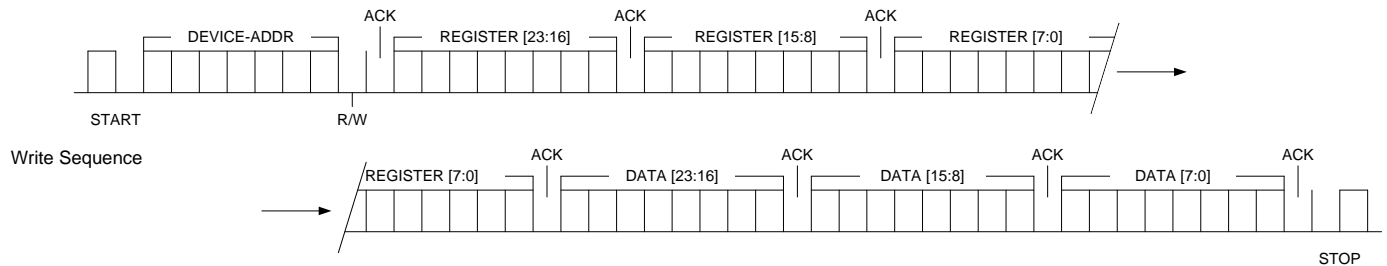 ACK ACK ACK
DEVICE-ADDR REGISTER [23:16] REGISTER [15:8] REGISTER [7:0]
START R/W
Write Sequence
ACK ACK ACK ACK
REGISTER [7:0] DATA [23:16] DATA [15:8] DATA [7:0]
STOP